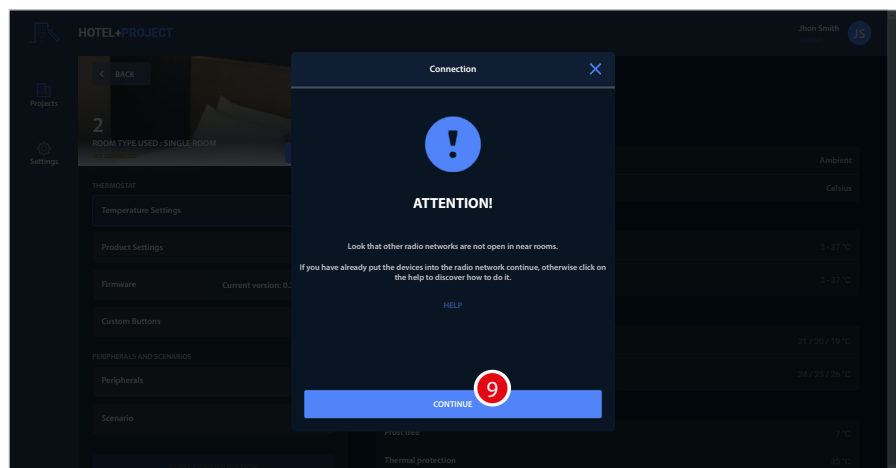 HOTEL+PROJECT
Jhon Smith
JS
BACK
Connection
Projects
2
ROOM TYPE USED : SINGLE ROOM
Settings
Ambient
THERMOSTAT
ATTENTION!
Celsius
Temperature Settings
Product Settings
Look that other radio networks are not open in near rooms.
3 - 37 °C
If you have already put the devices into the radio network continue, otherwise click on
the help to discover how to do it.
Firmware
Current version: 0.
3 - 37 °C
HELP
Custom Buttons
21 / 20 / 19 °C
PERIPHERALS AND SCENARIOS
Peripherals
24 / 25 / 26 °C
9
CONTINUE
Scenario
Frost free
7 °C
Thermal protection